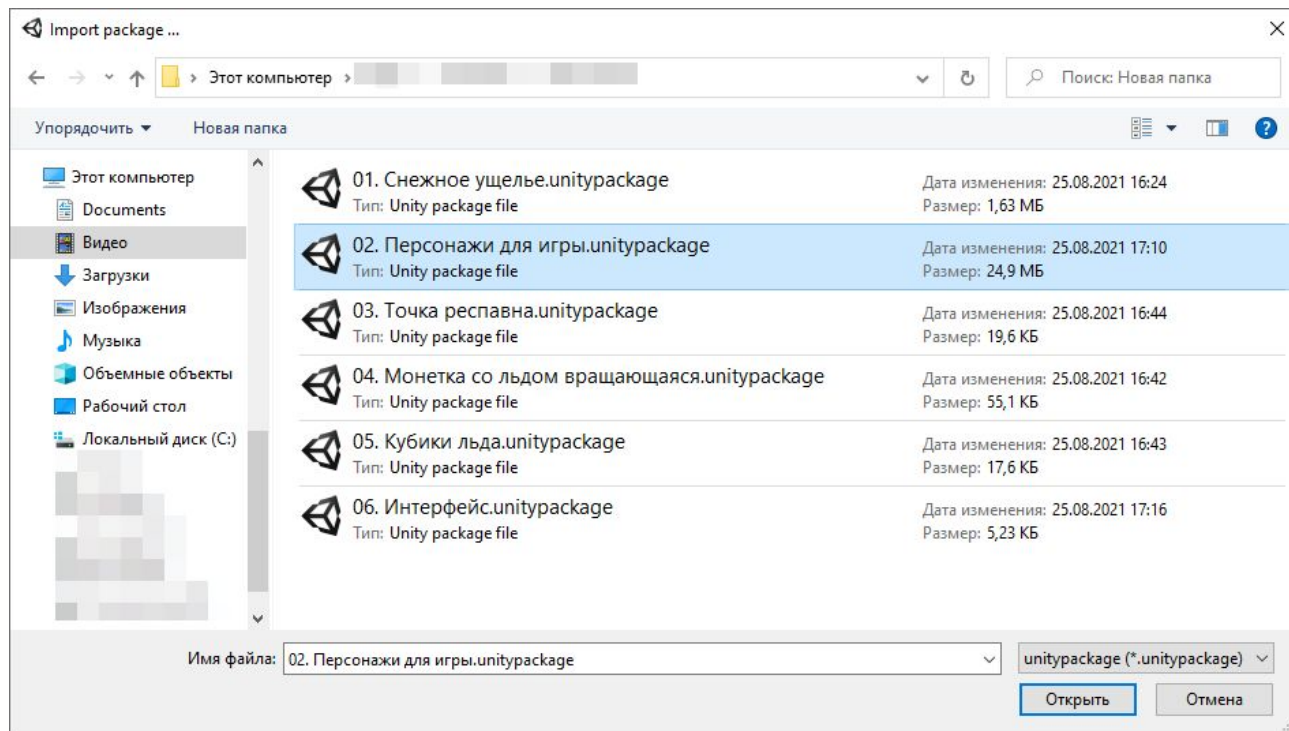 Import package ...
Этот компьютер
Поиск: Новая папка
Упорядочить
Новая папка
Этот компьютер
Documents
Видео
Загрузки
Изображения
Музыка
Объемные объекты
Рабочий стол
Локальный диск (C:)
01. Снежное ущелье.unitypackage
Дата изменения: 25.08.2021 16:24
Тип: Unity package file
Размер: 1,63 МБ
02. Персонажи для игры.unitypackage
Дата изменения: 25.08.2021 17:10
Тип: Unity package file
Размер: 24,9 МБ
03. Точка респавна.unitypackage
Дата изменения: 25.08.2021 16:44
Тип: Unity package file
Размер: 19,6 КБ
04. Монетка со льдом вращающаяся.unitypackage
Дата изменения: 25.08.2021 16:42
Тип: Unity package file
Размер: 55,1 КБ
05. Кубики льда.unitypackage
Дата изменения: 25.08.2021 16:43
Тип: Unity package file
Размер: 17,6 КБ
06. Интерфейс.unitypackage
Дата изменения: 25.08.2021 17:16
Тип: Unity package file
Размер: 5,23 КБ
Имя файла: 02. Персонажи для игры.unitypackage
unitypackage (*.unitypackage)
Открыть
Отмена